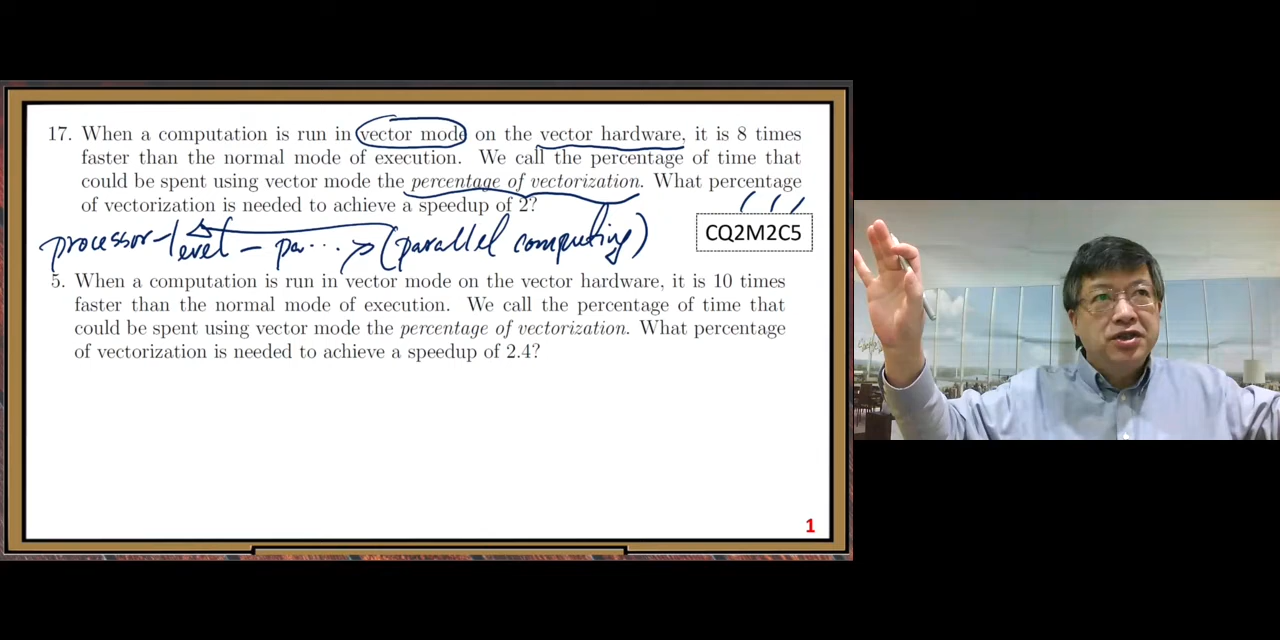 17. When a computation is run in vector mode on the vector hardware, it is 8 times
faster than the normal mode of execution. We call the percentage of time that
could be spent using vector mode the percentage of vectorization. What percentage
of vectorization is needed to achieve a speedup of 2?
CQ2M2C5
processor-level-pa... (parallel computing)
5. When a computation is run in vector mode on the vector hardware, it is 10 times
faster than the normal mode of execution. We call the percentage of time that
could be spent using vector mode the percentage of vectorization. What percentage
of vectorization is needed to achieve a speedup of 2.4?
1